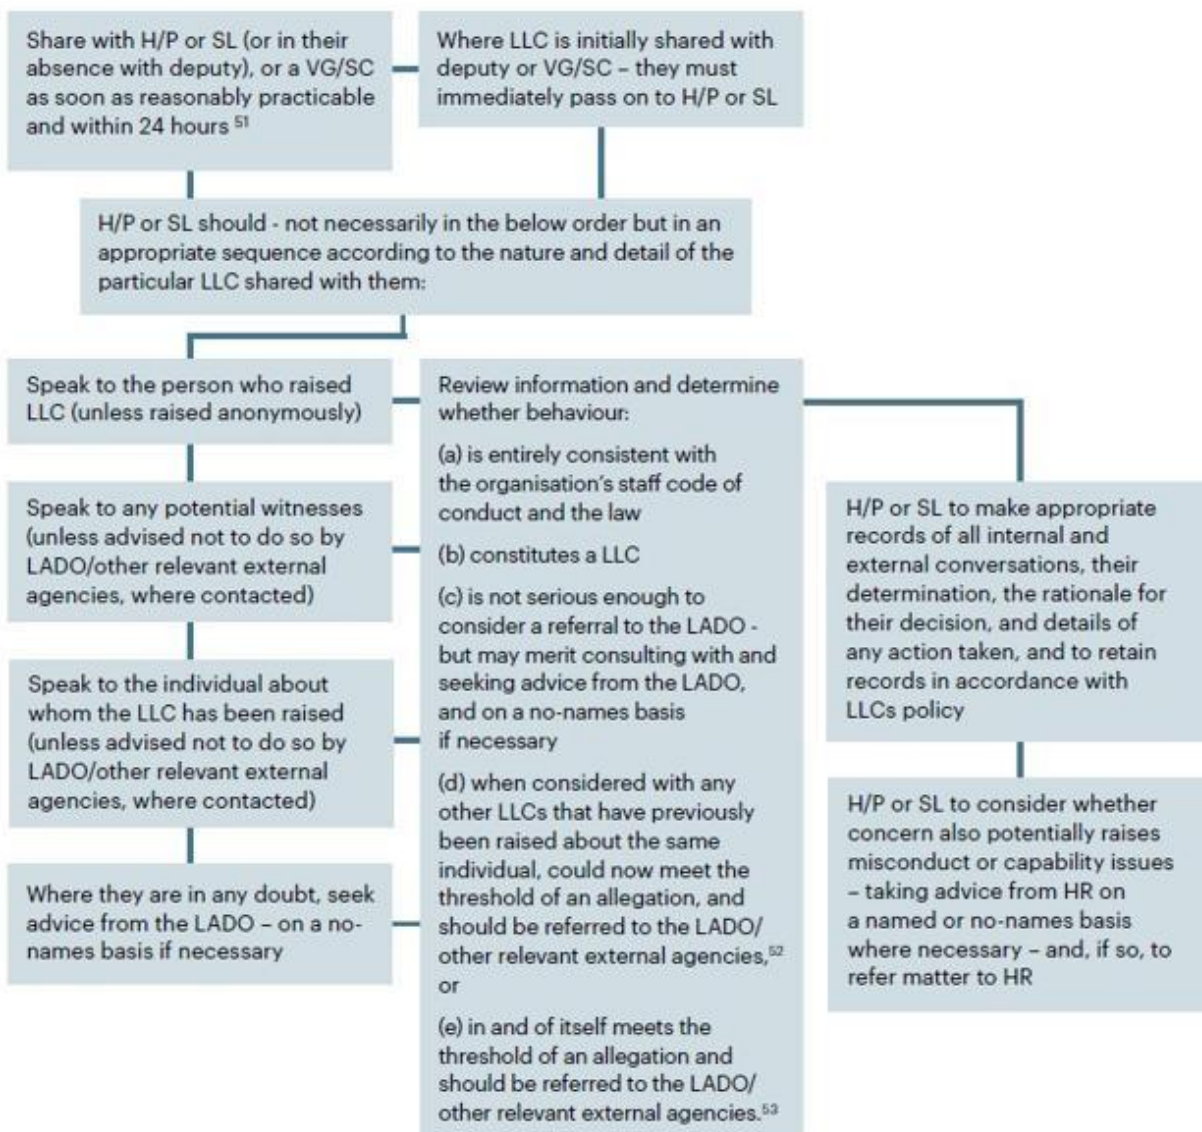 Share with H/P or SL (or in their
absence with deputy), or a VG/SC
as soon as reasonably practicable
and within 24 hours 51
Where LLC is initially shared with
deputy or VG/SC – they must
immediately pass on to H/P or SL
H/P or SL should - not necessarily in the below order but in an
appropriate sequence according to the nature and detail of the
particular LLC shared with them:
Speak to the person who raised
LLC (unless raised anonymously)
Speak to any potential witnesses
(unless advised not to do so by
LADO/other relevant external
agencies, where contacted)
Speak to the individual about
whom the LLC has been raised
(unless advised not to do so by
LADO/other relevant external
agencies, where contacted)
Where they are in any doubt, seek
advice from the LADO – on a no-
names basis if necessary
Review information and determine
whether behaviour:
(a) is entirely consistent with
the organisation's staff code of
conduct and the law
(b) constitutes a LLC
(c) is not serious enough to
consider a referral to the LADO -
but may merit consulting with and
seeking advice from the LADO,
and on a no-names basis
if necessary
(d) when considered with any
other LLCs that have previously
been raised about the same
individual, could now meet the
threshold of an allegation, and
should be referred to the LADO/
other relevant external agencies,52
or
(e) in and of itself meets the
threshold of an allegation and
should be referred to the LADO/
other relevant external agencies.53
H/P or SL to make appropriate
records of all internal and
external conversations, their
determination, the rationale for
their decision, and details of
any action taken, and to retain
records in accordance with
LLCs policy
H/P or SL to consider whether
concern also potentially raises
misconduct or capability issues
– taking advice from HR on
a named or no-names basis
where necessary – and, if so, to
refer matter to HR